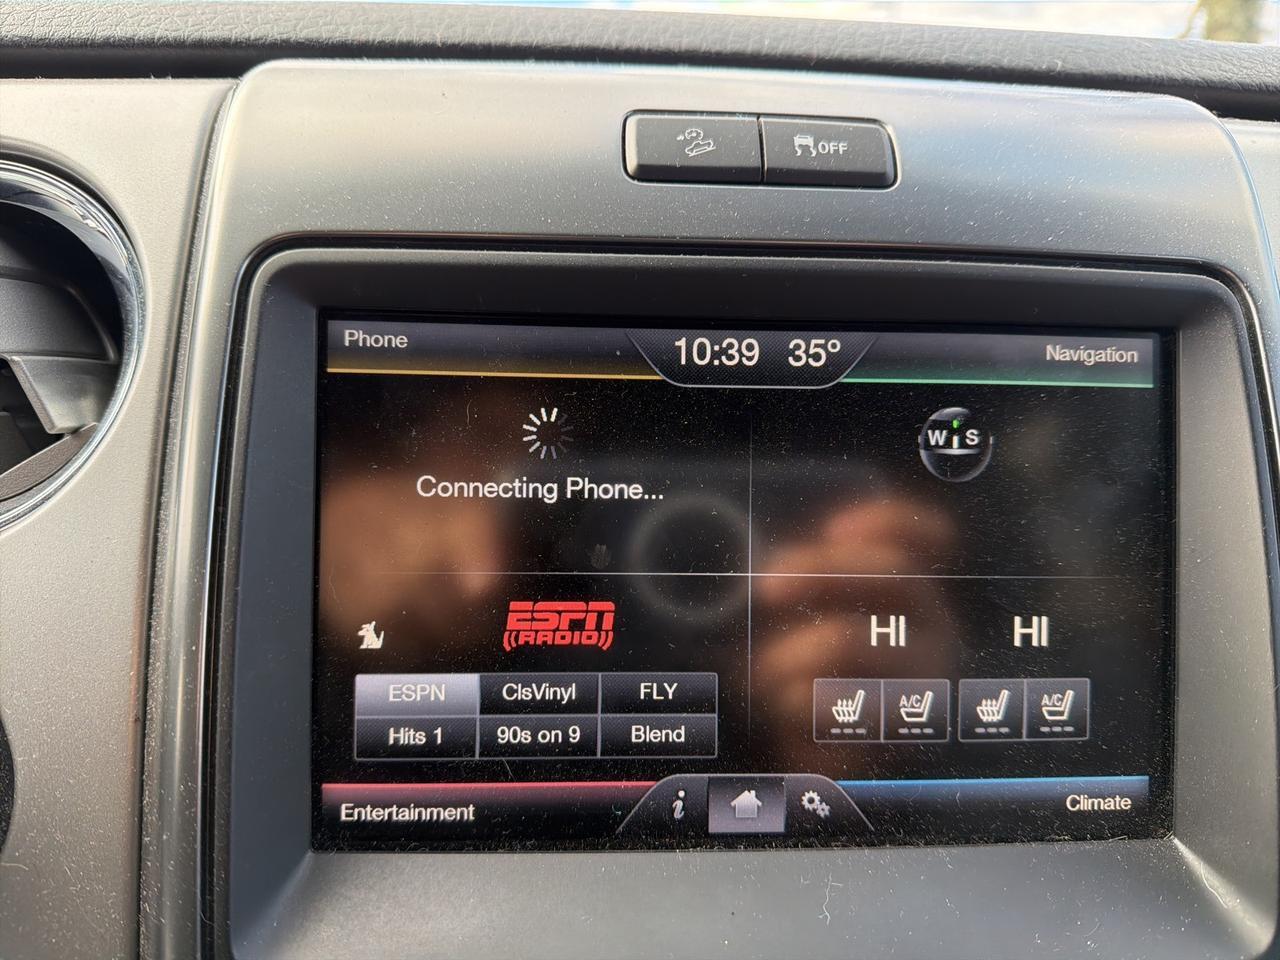 OFF
Phone
10:39 35°
Navigation
Connecting Phone...
W S
ESPN
RADIO
HI HI
ESPN ClsVinyl FLY
Hits 1 90s on 9 Blend
A/C A/C
Entertainment
i
Climate